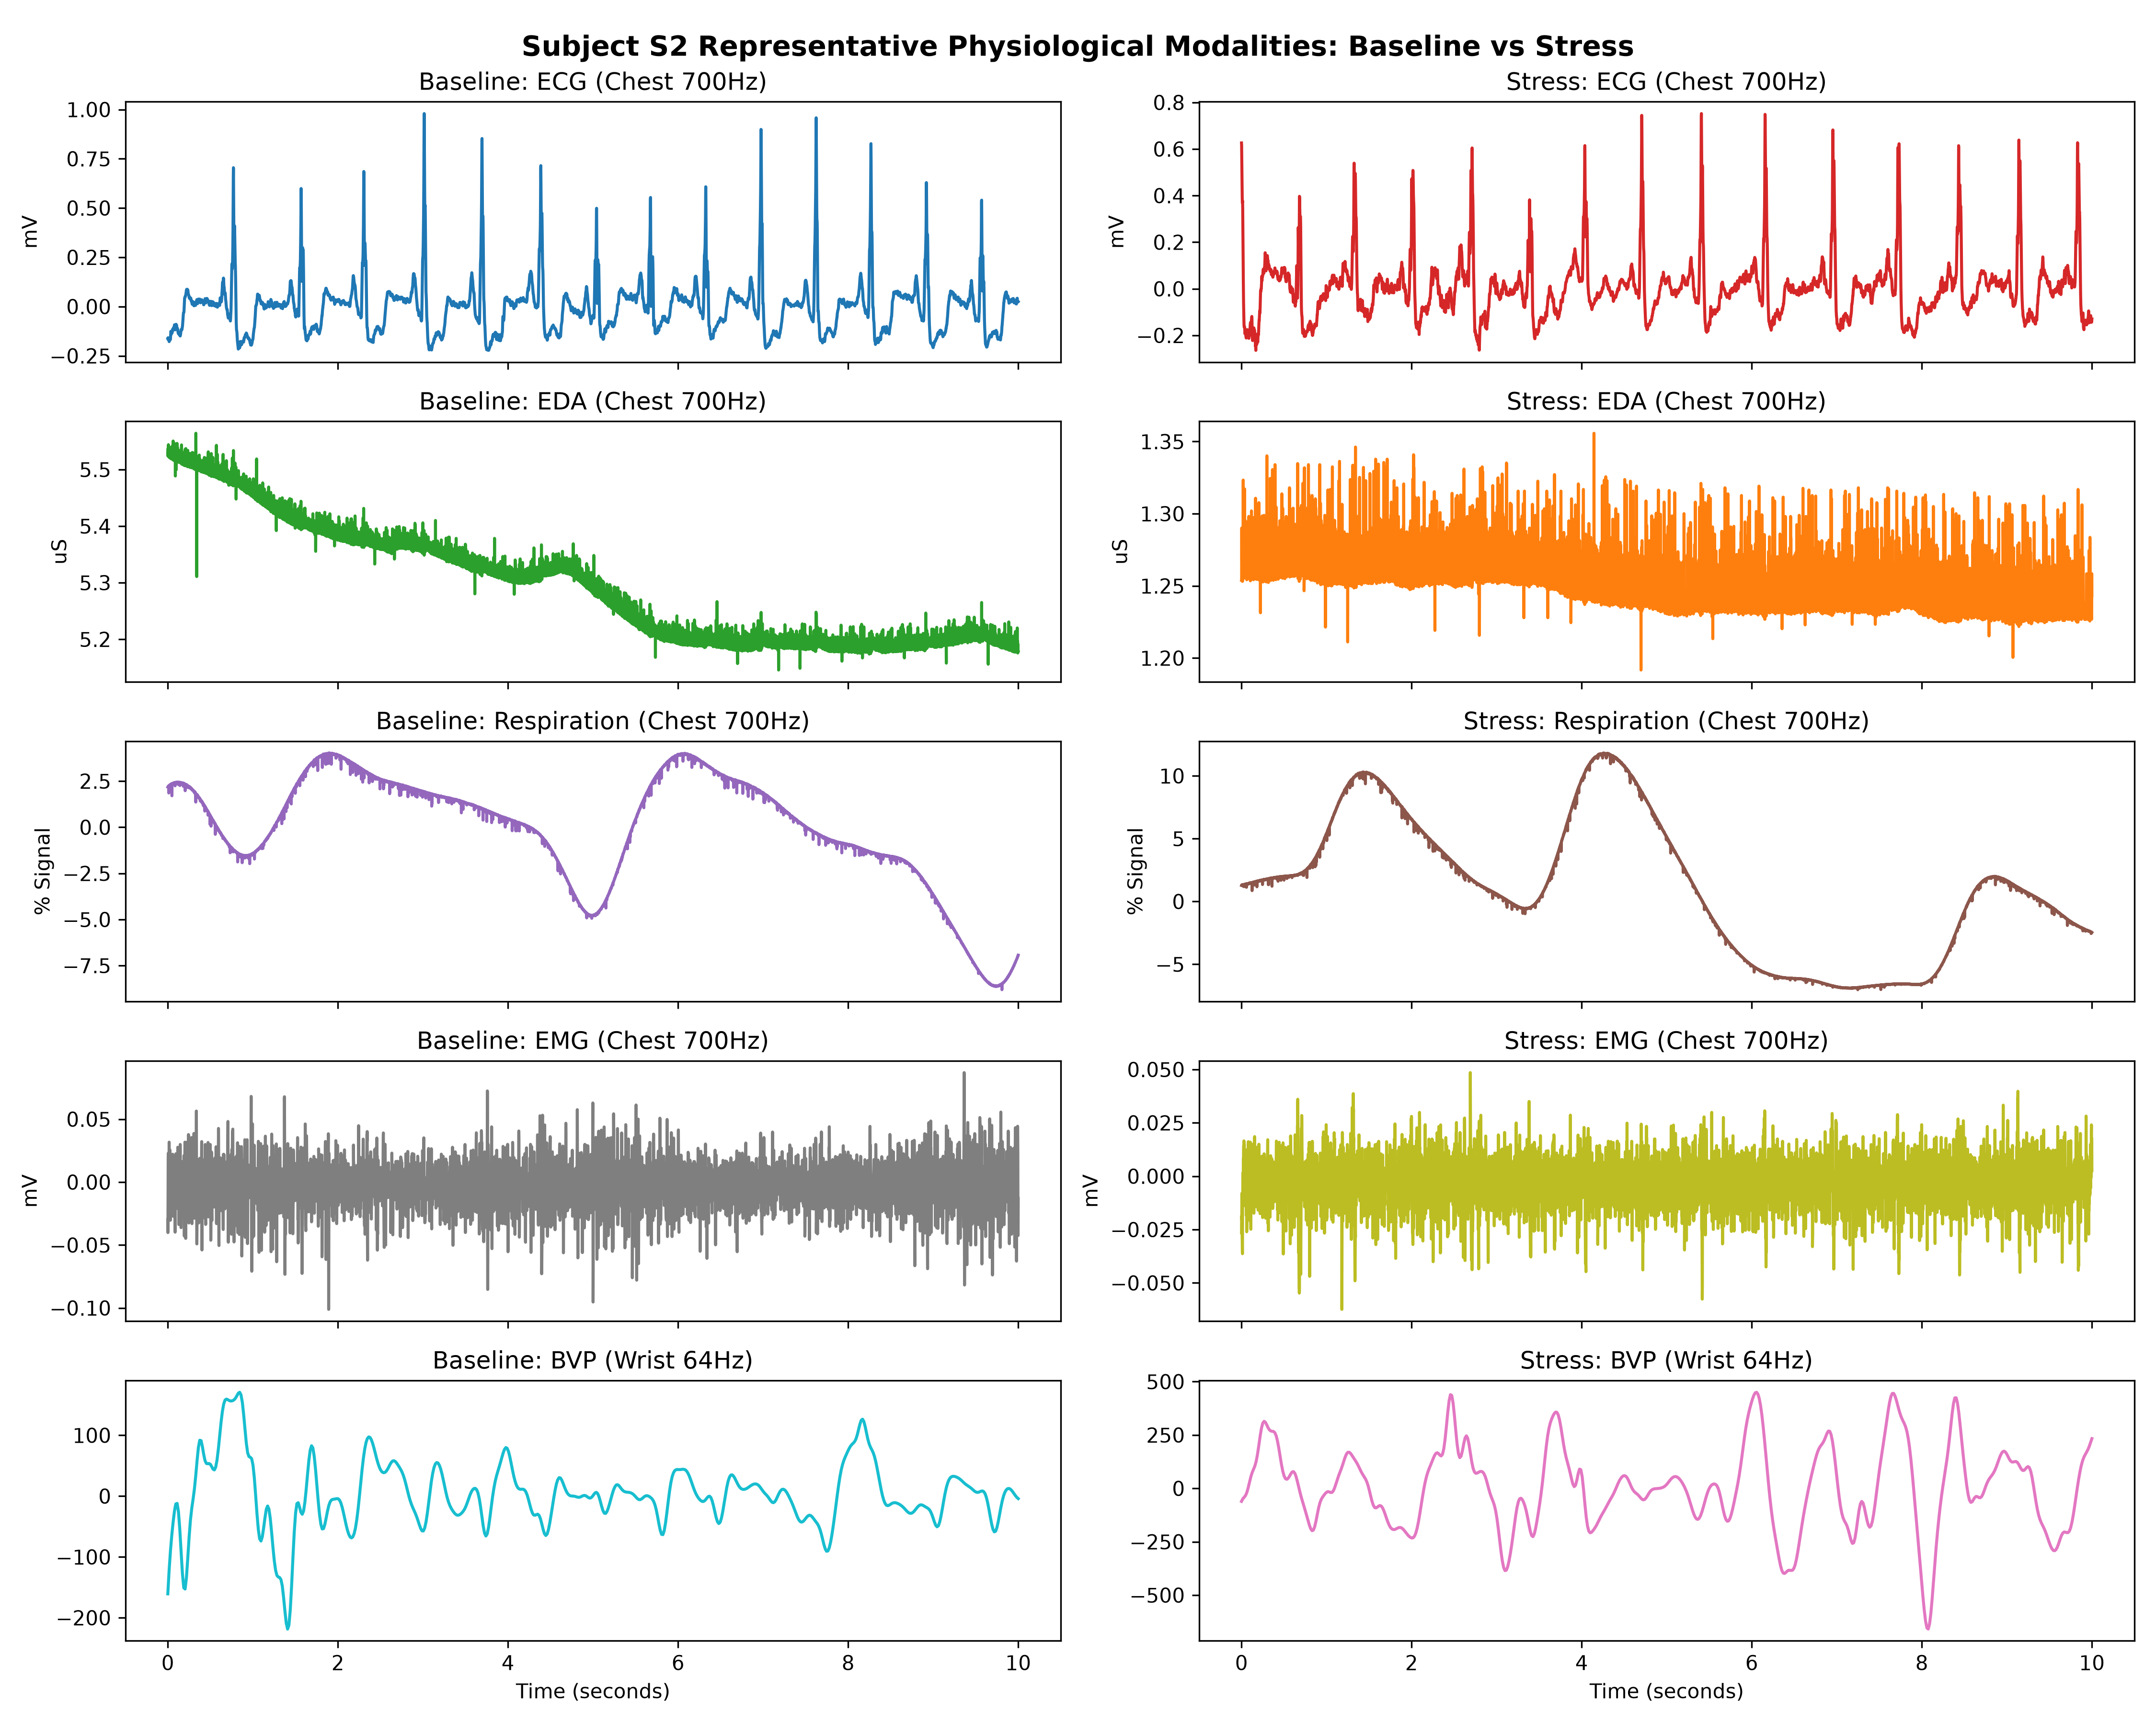 Subject S2 Representative Physiological Modalities: Baseline vs Stress
Baseline: ECG (Chest 700Hz)
1.00
0.75
0.50
0.25
0.00
−0.25
mV
Stress: ECG (Chest 700Hz)
0.8
0.6
0.4
0.2
0.0
−0.2
mV
Baseline: EDA (Chest 700Hz)
5.5
5.4
5.3
5.2
uS
Stress: EDA (Chest 700Hz)
1.35
1.30
1.25
1.20
uS
Baseline: Respiration (Chest 700Hz)
2.5
0.0
−2.5
−5.0
−7.5
% Signal
Stress: Respiration (Chest 700Hz)
10
5
0
−5
% Signal
Baseline: EMG (Chest 700Hz)
0.05
0.00
−0.05
−0.10
mV
Stress: EMG (Chest 700Hz)
0.050
0.025
0.000
−0.025
−0.050
mV
Baseline: BVP (Wrist 64Hz)
100
0
−100
−200
0 2 4 6 8 10
Time (seconds)
Stress: BVP (Wrist 64Hz)
500
250
0
−250
−500
0 2 4 6 8 10
Time (seconds)